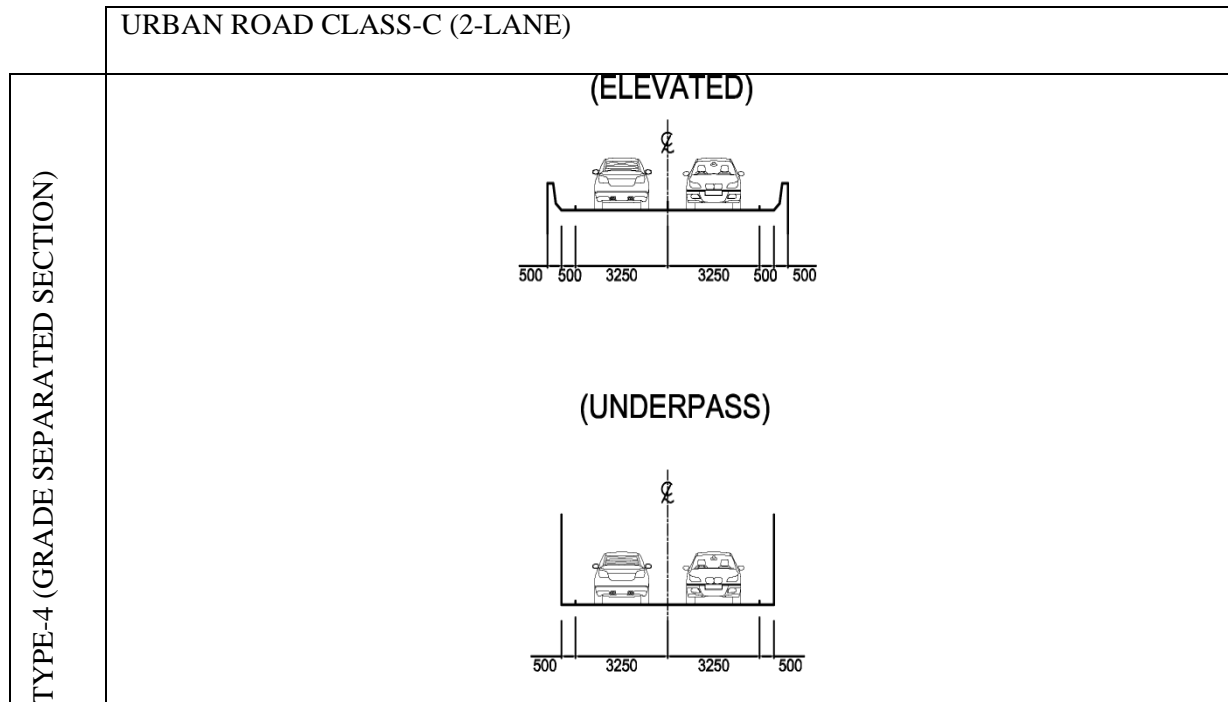 URBAN ROAD CLASS-C (2-LANE)
TYPE-4 (GRADE SEPARATED SECTION)
(ELEVATED)
℄
500 500 3250 3250 500 500
(UNDERPASS)
℄
500 3250 3250 500